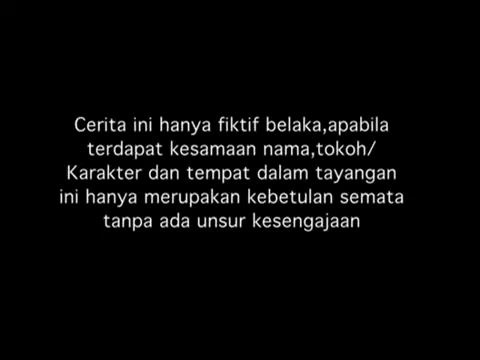 Cerita ini hanya fiktif belaka,apabila
terdapat kesamaan nama,tokoh/
Karakter dan tempat dalam tayangan
ini hanya merupakan kebetulan semata
tanpa ada unsur kesengajaan